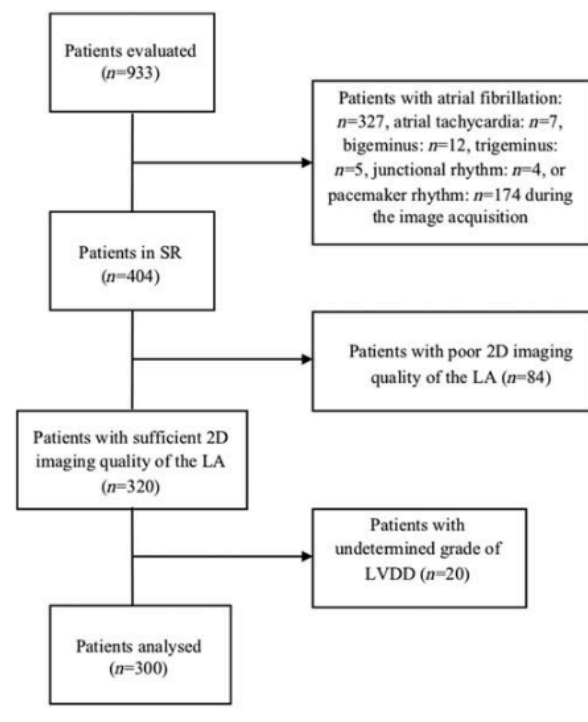 Patients evaluated
(n=933)
Patients with atrial fibrillation:
n=327, atrial tachycardia: n=7,
bigeminus: n=12, trigeminus:
n=5, junctional rhythm: n=4, or
pacemaker rhythm: n=174 during
the image acquisition
Patients in SR
(n=404)
Patients with poor 2D imaging
quality of the LA (n=84)
Patients with sufficient 2D
imaging quality of the LA
(n=320)
Patients with
undetermined grade of
LVDD (n=20)
Patients analysed
(n=300)